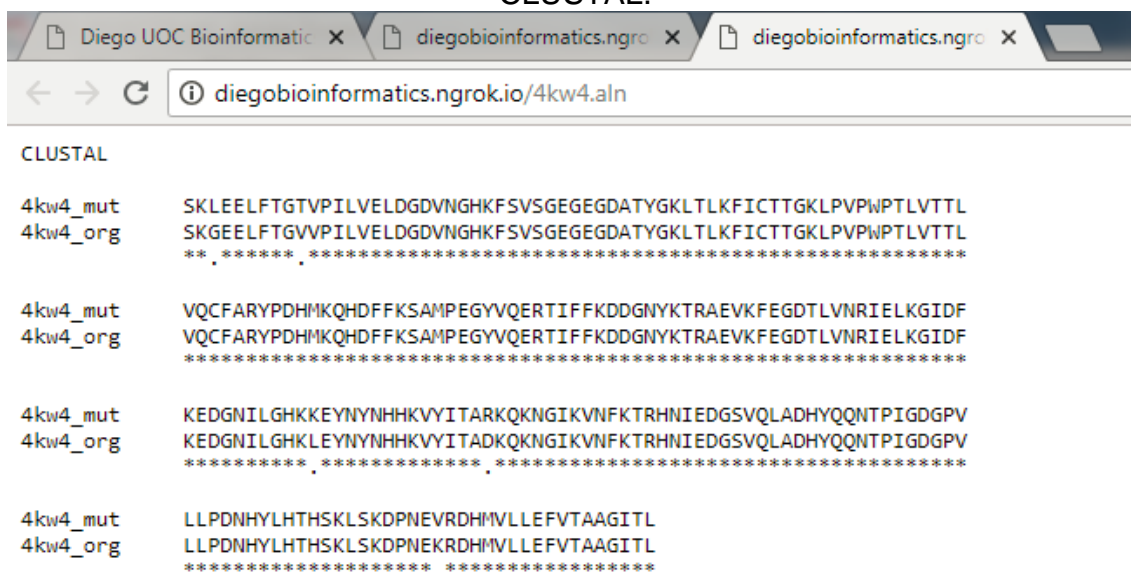 CLUSTAL.
Diego UOC Bioinformatic
diegobioinformatics.ngro
diegobioinformatics.ngro
diegobioinformatics.ngrok.io/4kw4.aln
CLUSTAL
4kw4_mut SKLEELFTGTVPILVELDGDVNGHKFSVSGEGEGDATYGKLTLKFICTTGKLPVPWPTLVTTL
4kw4_org SKGEELFTGVVPILVELDGDVNGHKFSVSGEGEGDATYGKLTLKFICTTGKLPVPWPTLVTTL
**.******.*****************************************************
4kw4_mut VQCFARYPDHMKQHDFFKSAMPEGYVQERTIFFKDDGNYKTRAEVKFEGDTLVNRIELKGIDF
4kw4_org VQCFARYPDHMKQHDFFKSAMPEGYVQERTIFFKDDGNYKTRAEVKFEGDTLVNRIELKGIDF
***************************************************************
4kw4_mut KEDGNILGHKKEYNYNHHKVYITARKQKNGIKVNFKTRHNIEDGSVQLADHYQQNTPIGDGPV
4kw4_org KEDGNILGHKLEYNYNHHKVYITADKQKNGIKVNFKTRHNIEDGSVQLADHYQQNTPIGDGPV
**********.*************.**************************************
4kw4_mut LLPDNHYLHTHSKLSKDPNEVRDHMVLLEFVTAAGITL
4kw4_org LLPDNHYLHTHSKLSKDPNEKRDHMVLLEFVTAAGITL
******************** *****************